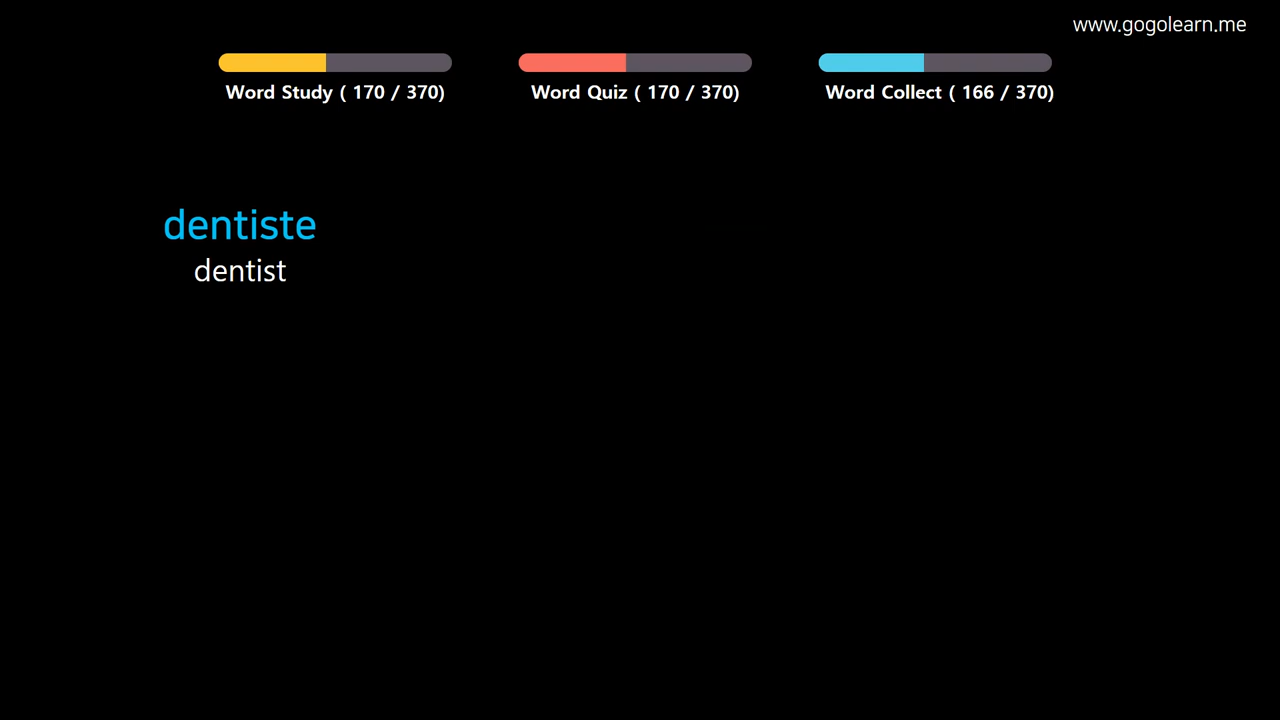 www.gogolearn.me
Word Study ( 170 / 370)
Word Quiz ( 170 / 370)
Word Collect ( 166 / 370)
dentiste
dentist